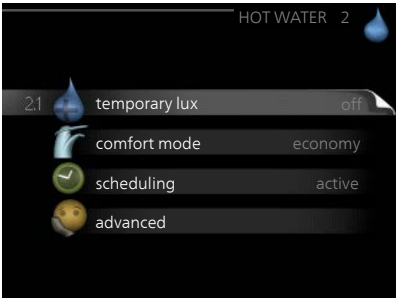 HOT WATER 2
2.1 temporary lux off
comfort mode economy
scheduling active
advanced